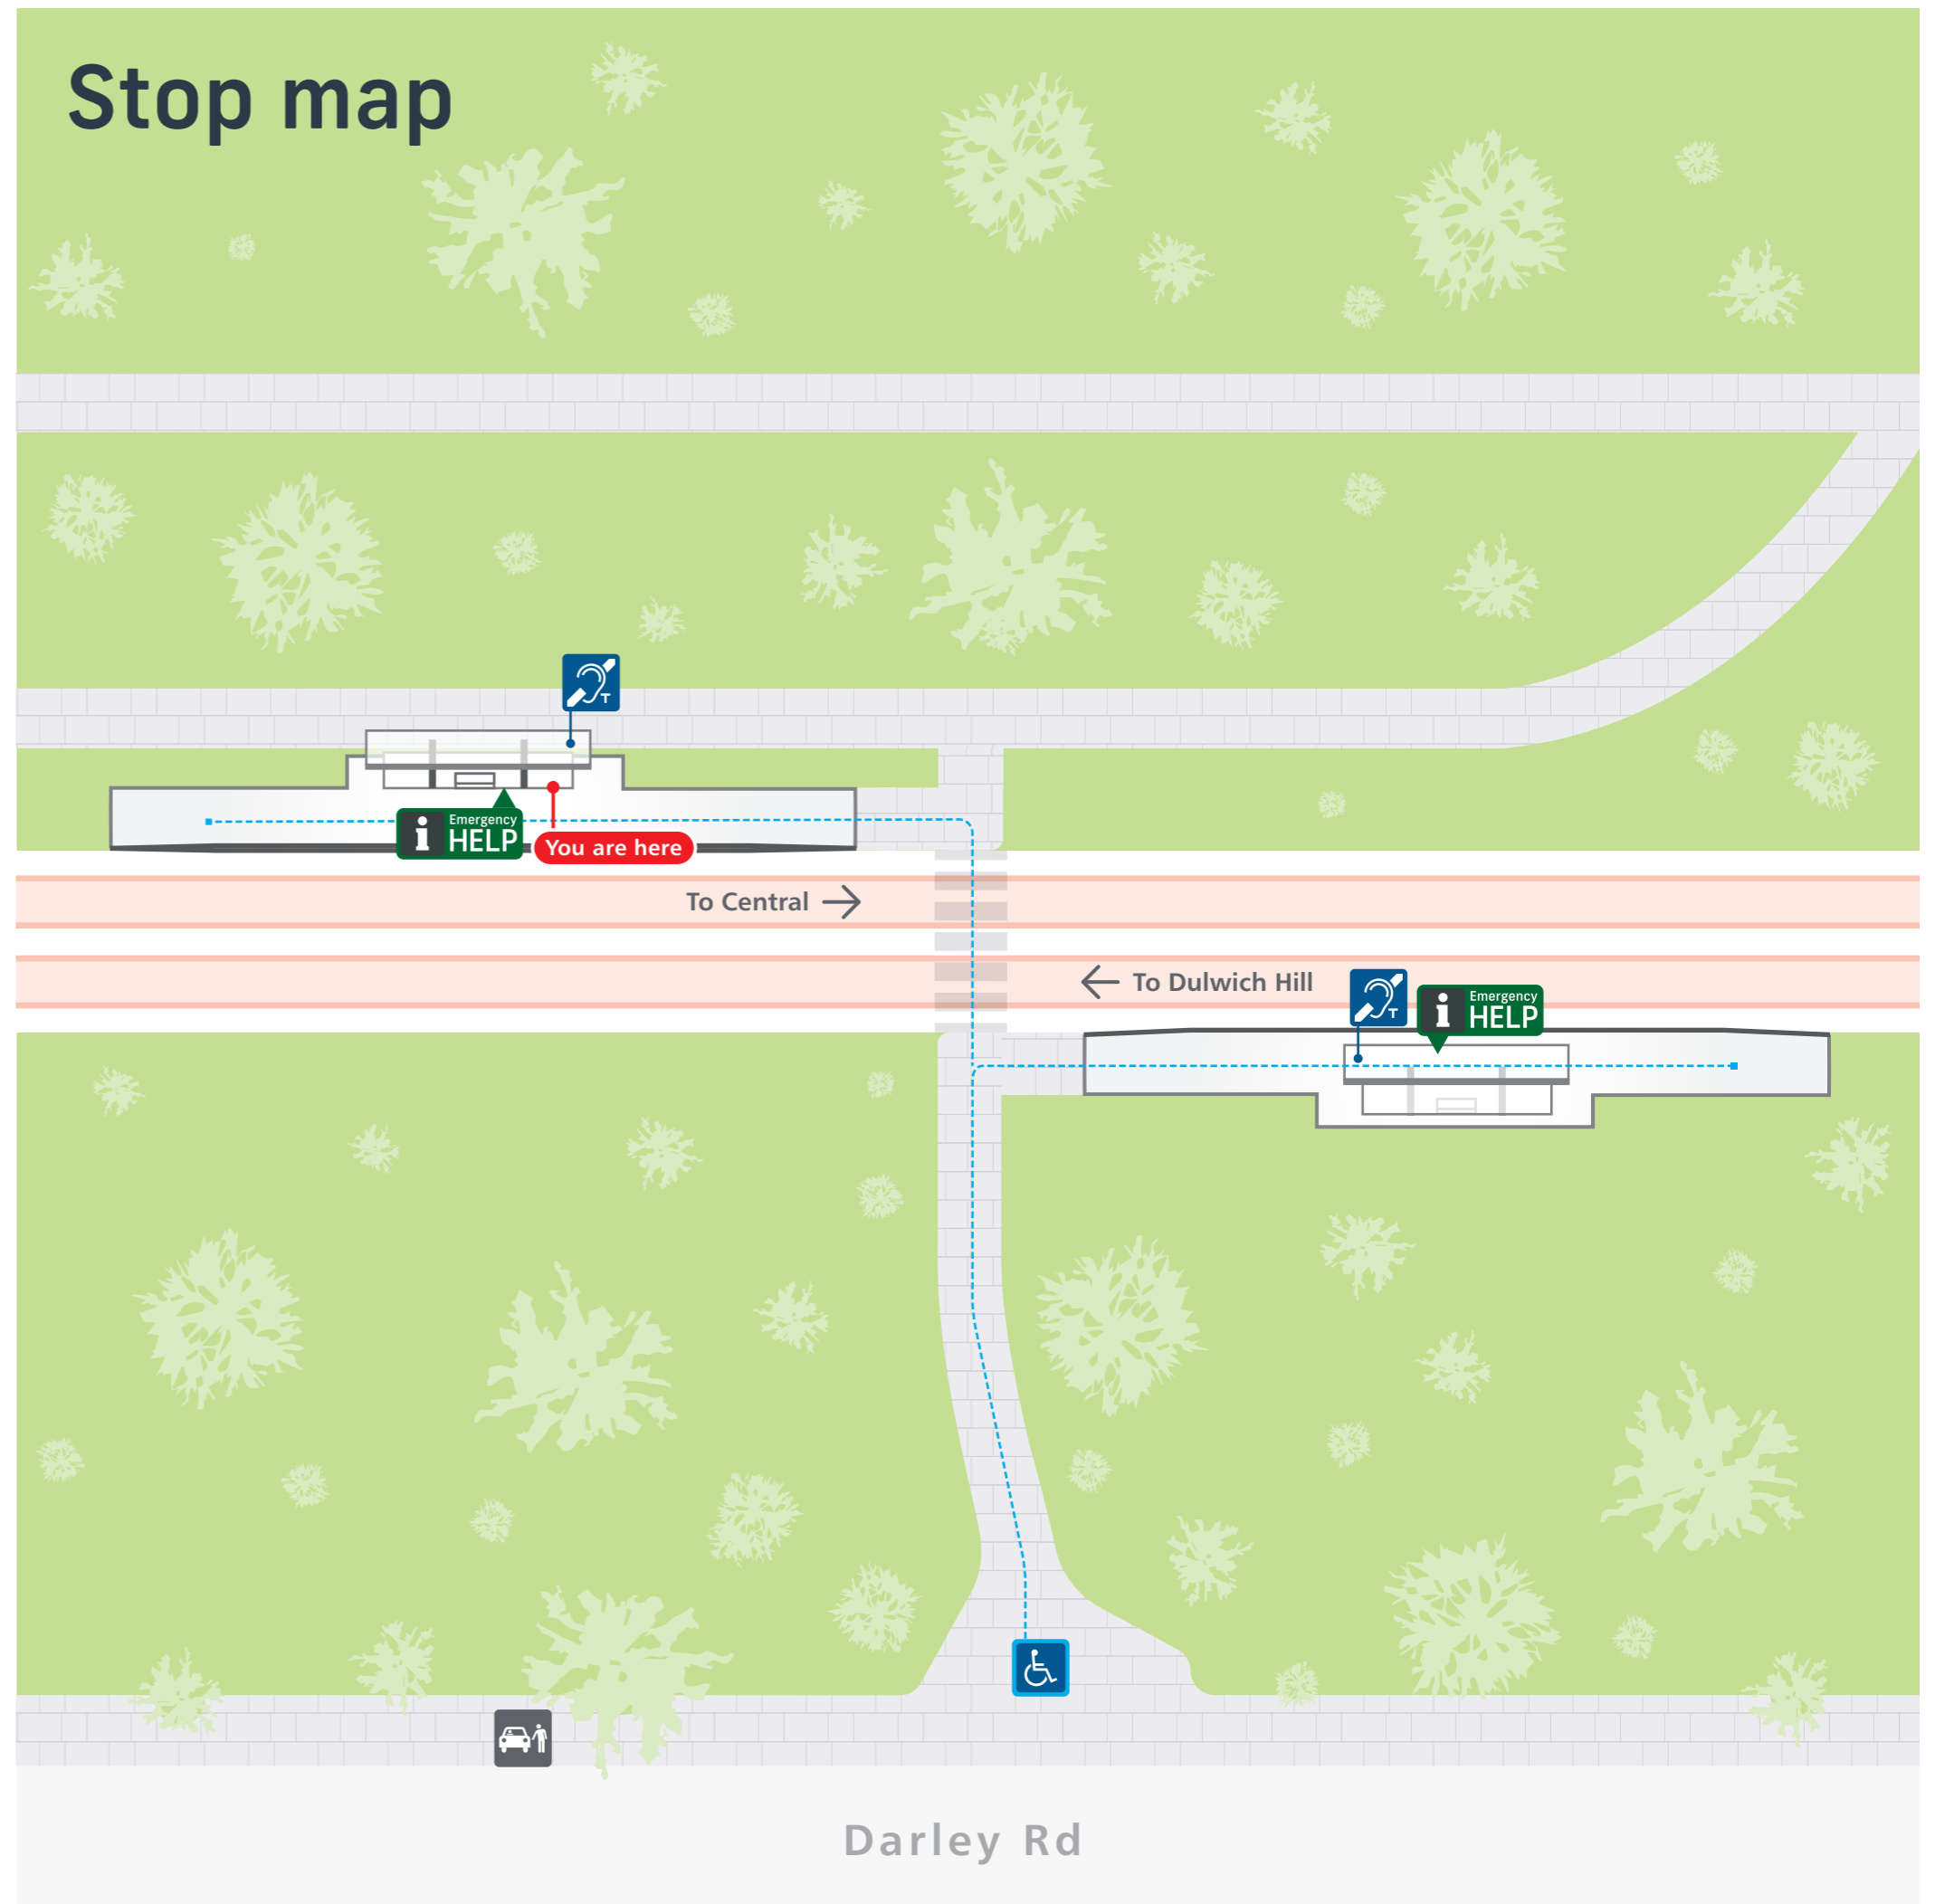 Stop map
T
i Emergency
HELP
You are here
To Central
To Dulwich Hill
T
i Emergency
HELP
Darley Rd